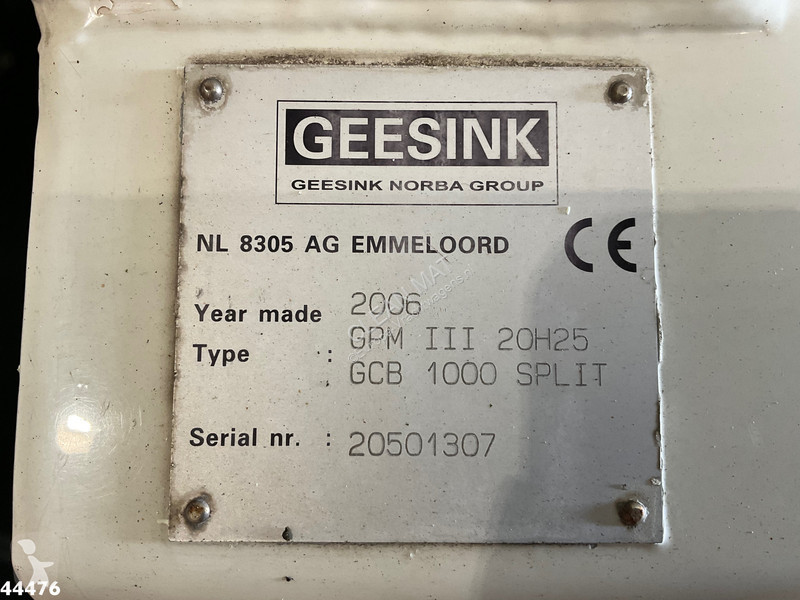 GEESINK
GEESINK NORBA GROUP
NL 8305 AG EMMELOORD CE
Year made 2006
Type : GPM III 20H25
GCB 1000 SPLIT
Serial nr. : 20501307
44476